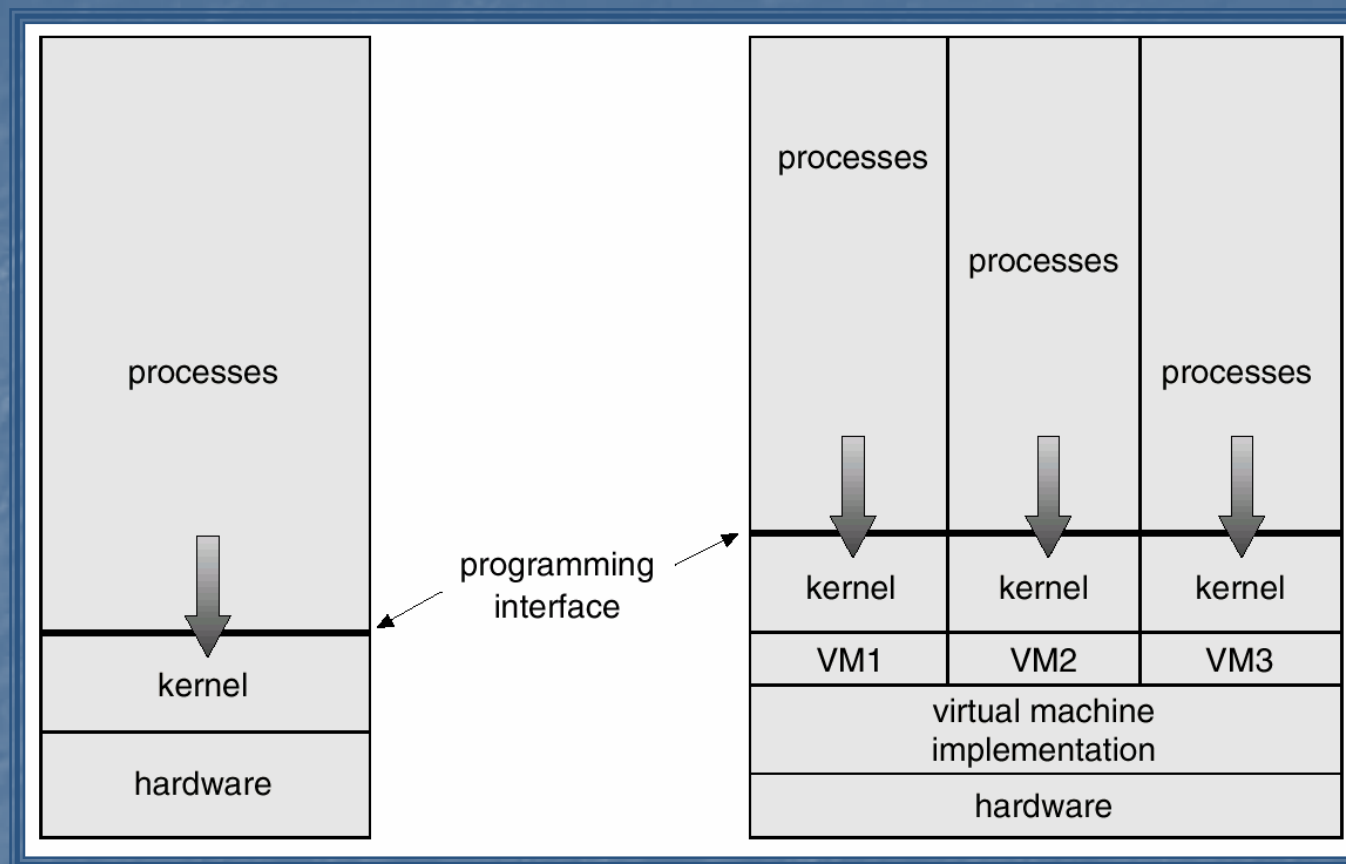 processes
kernel
hardware
programming
interface
processes
processes
processes
kernel
kernel
kernel
VM1
VM2
VM3
virtual machine
implementation
hardware